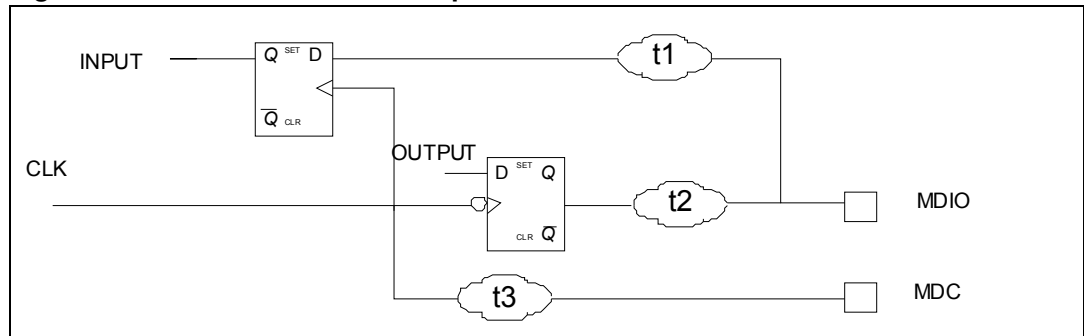 INPUT
Q SET D
Q CLR
t1
OUTPUT
CLK
D SET Q
CLR Q
t2
MDIO
t3
MDC